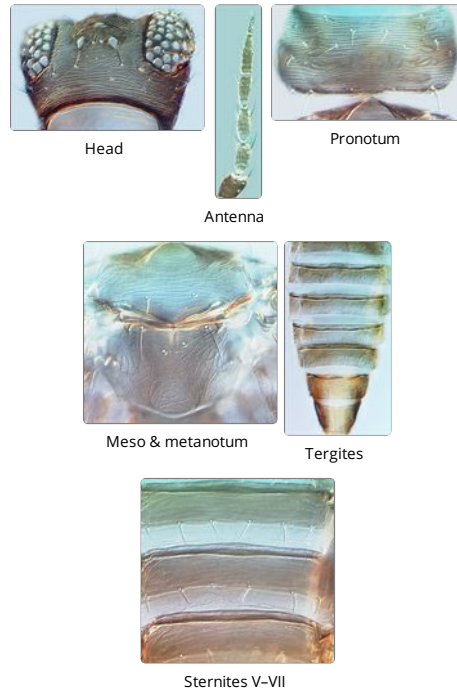 Head
Antenna
Pronotum
Meso & metanotum
Tergites
Sternites V–VII